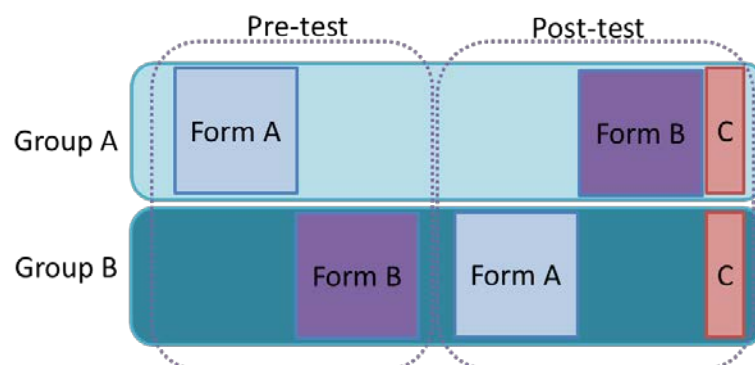 Pre-test
Post-test
Group A
Form A
Form B
C
Group B
Form B
Form A
C